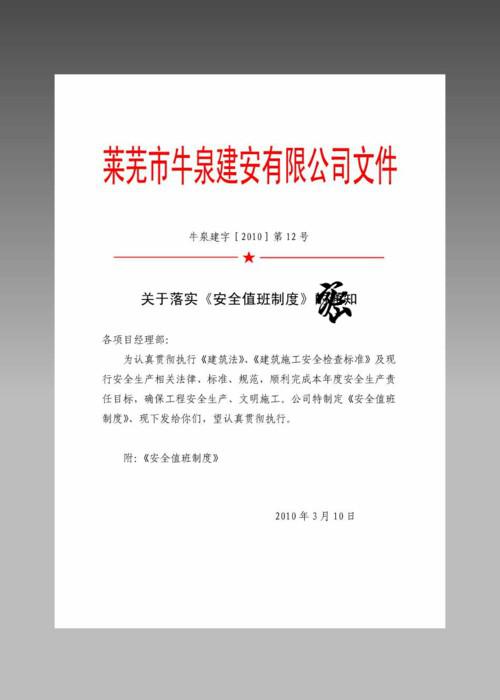 莱芜市牛泉建安有限公司文件
牛泉建字［2010］第12号
关于落实《安全值班制度》知
各项目经理部：
为认真贯彻执行《建筑法》、《建筑施工安全检查标准》及现
行安全生产相关法律、标准、规范，顺利完成本年度安全生产责
任目标，确保工程安全生产、文明施工。公司特制定《安全值班
制度》、现下发给你们，望认真贯彻执行。
附：《安全值班制度》
2010年3月10日